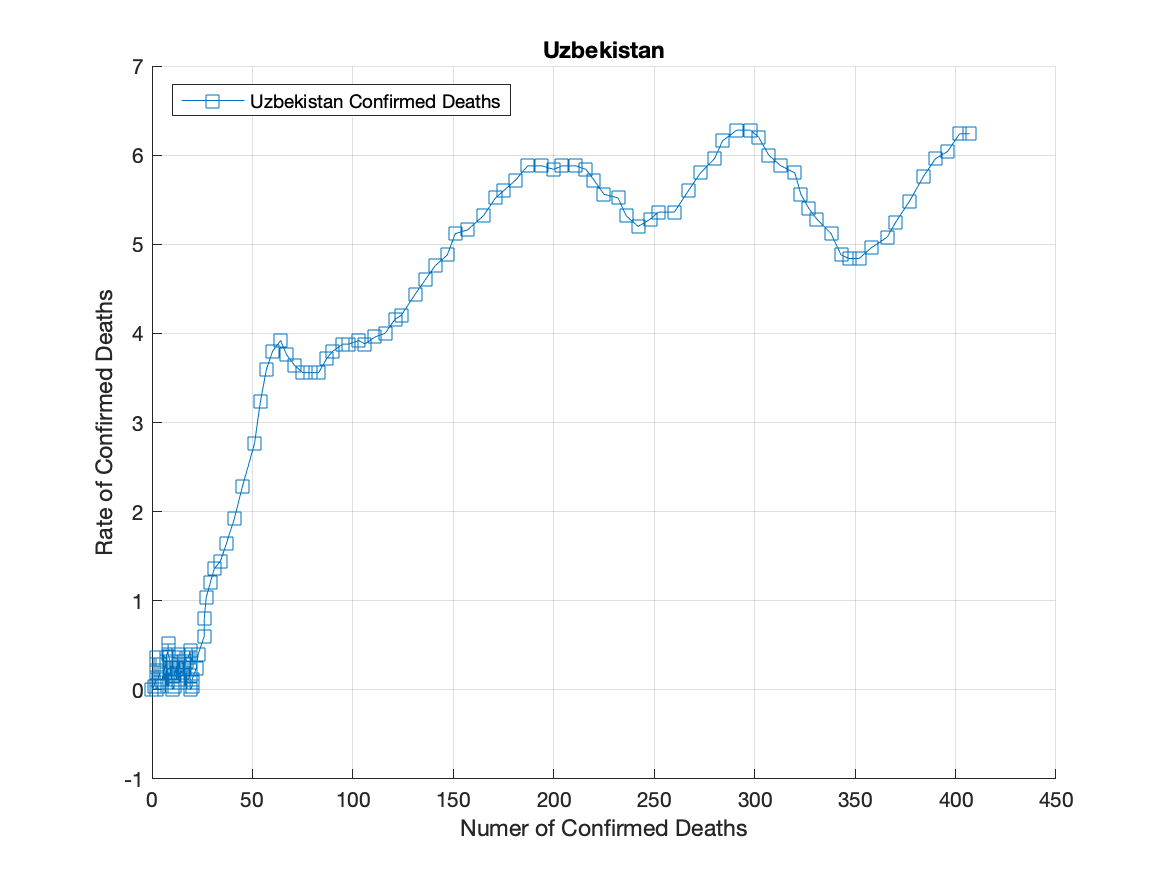 Uzbekistan
Uzbekistan Confirmed Deaths
7
6
5
4
3
2
1
0
-1
Rate of Confirmed Deaths
0 50 100 150 200 250 300 350 400 450
Numer of Confirmed Deaths